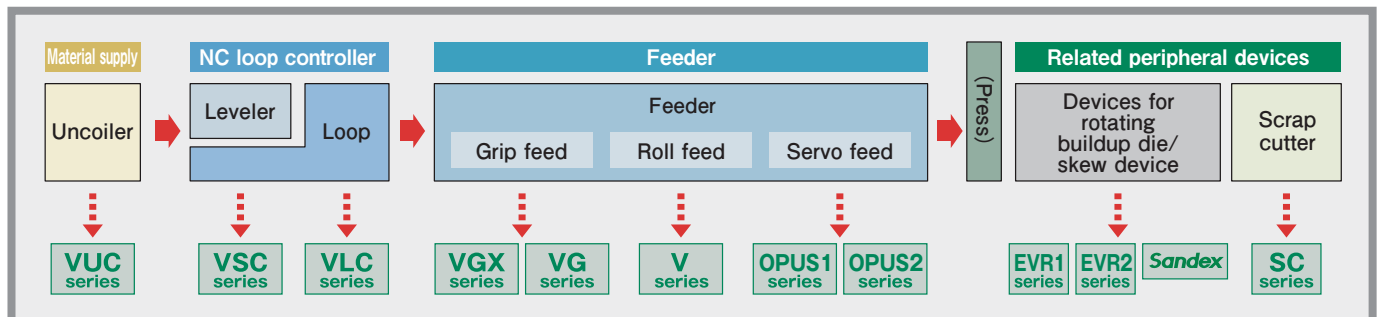 Material supply
NC loop controller
Feeder
(Press)
Related peripheral devices
Uncoiler
Leveler
Loop
Feeder
Grip feed
Roll feed
Servo feed
Devices for
rotating
buildup die/
skew device
Scrap
cutter
VUC
series
VSC
series
VLC
series
VGX
series
VG
series
V
series
OPUS1
series
OPUS2
series
EVR1
series
EVR2
series
Sandex
SC
series